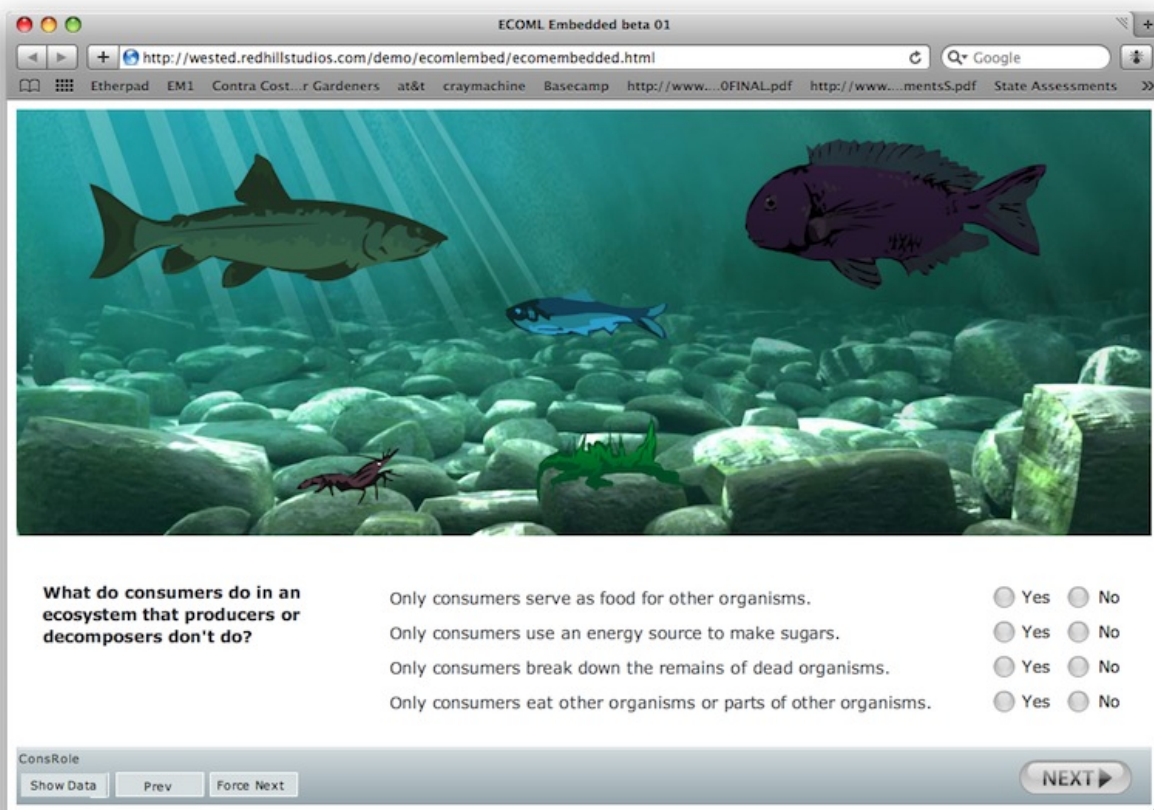 ECOML Embedded beta 01
http://wested.redhillstudios.com/demo/ecomlembed/ecomembedded.html
Google
Etherpad EM1 Contra Cost...r Gardeners at&t craymachine Basecamp http://www....0FINAL.pdf http://www....mentsS.pdf State Assessments »
What do consumers do in an
ecosystem that producers or
decomposers don't do?
Only consumers serve as food for other organisms. Yes No
Only consumers use an energy source to make sugars. Yes No
Only consumers break down the remains of dead organisms. Yes No
Only consumers eat other organisms or parts of other organisms. Yes No
ConsRole
Show Data Prev Force Next NEXT